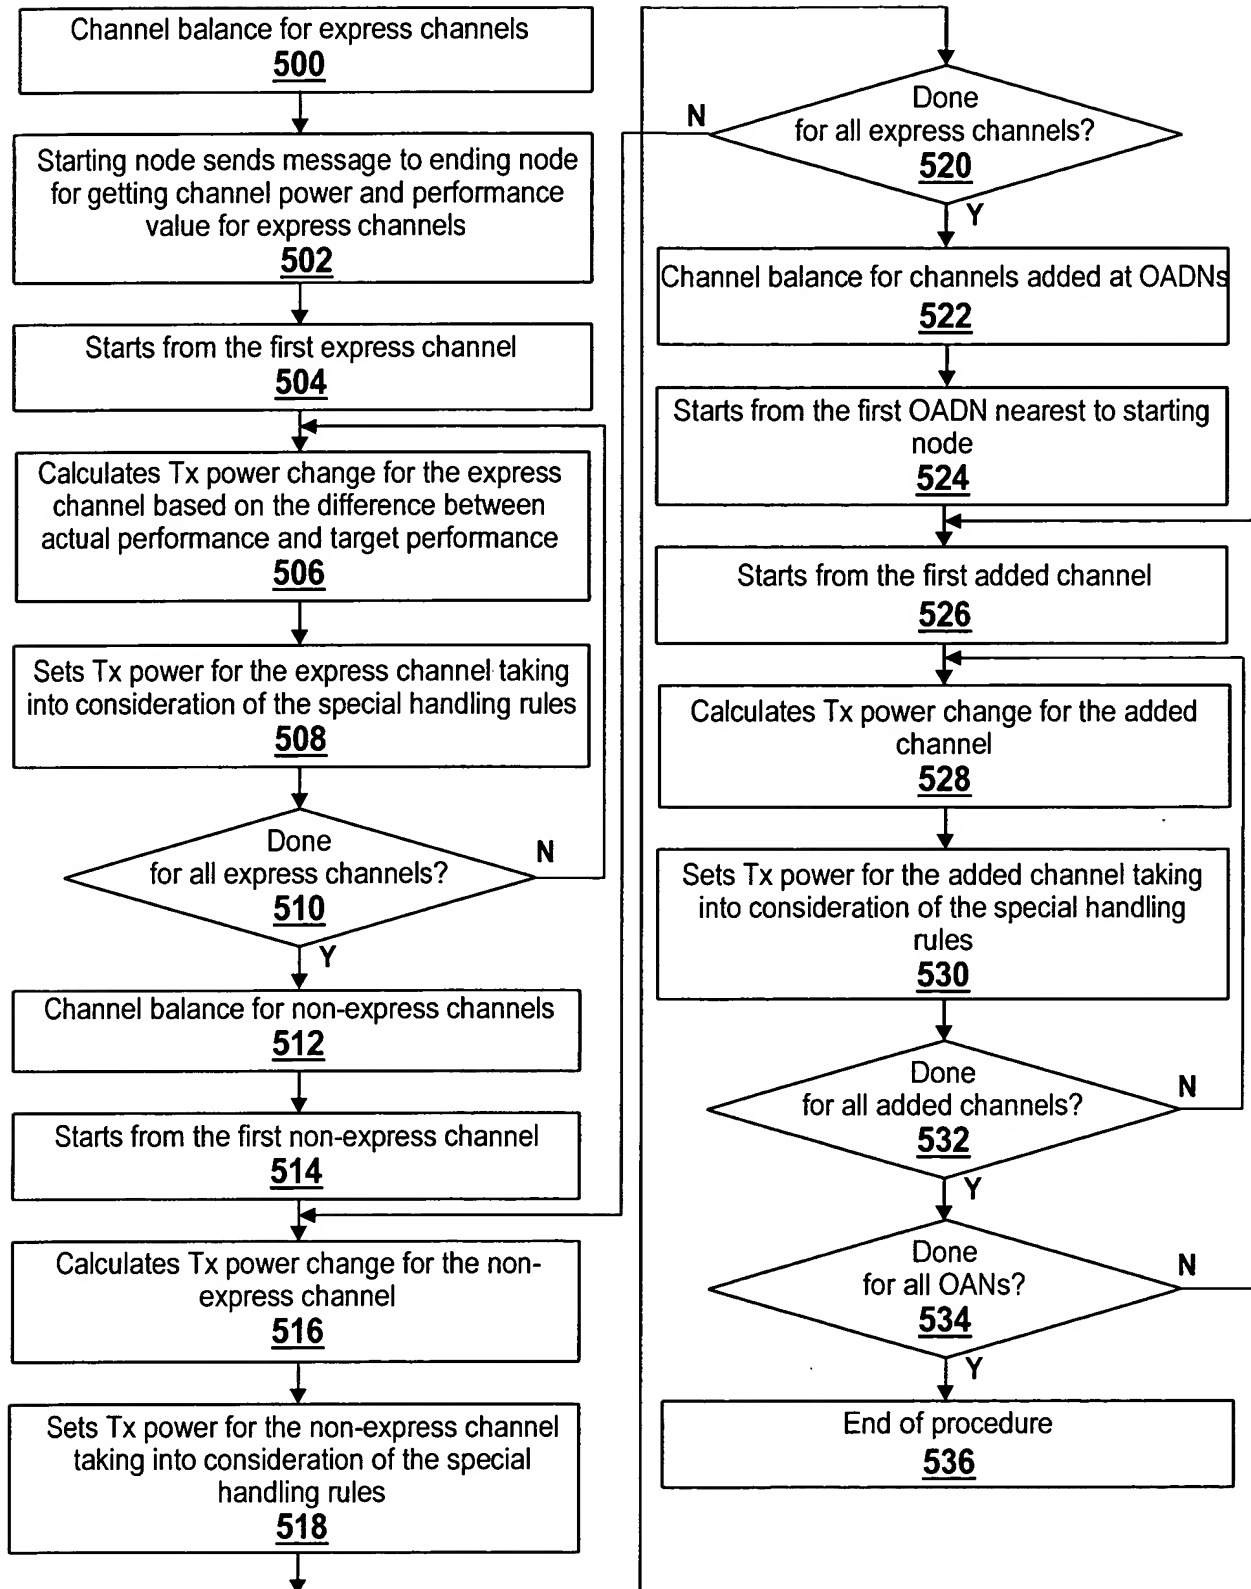 Channel balance for express channels
500
Starting node sends message to ending node
for getting channel power and performance
value for express channels
502
Starts from the first express channel
504
Calculates Tx power change for the express
channel based on the difference between
actual performance and target performance
506
Sets Tx power for the express channel taking
into consideration of the special handling rules
508
Done
for all express channels?
510
N
Y
Channel balance for non-express channels
512
Starts from the first non-express channel
514
Calculates Tx power change for the non-
express channel
516
Sets Tx power for the non-express channel
taking into consideration of the special
handling rules
518
Done
for all express channels?
520
N
Y
Channel balance for channels added at OADNs
522
Starts from the first OADN nearest to starting
node
524
Starts from the first added channel
526
Calculates Tx power change for the added
channel
528
Sets Tx power for the added channel taking
into consideration of the special handling
rules
530
Done
for all added channels?
532
N
Y
Done
for all OANs?
534
N
Y
End of procedure
536